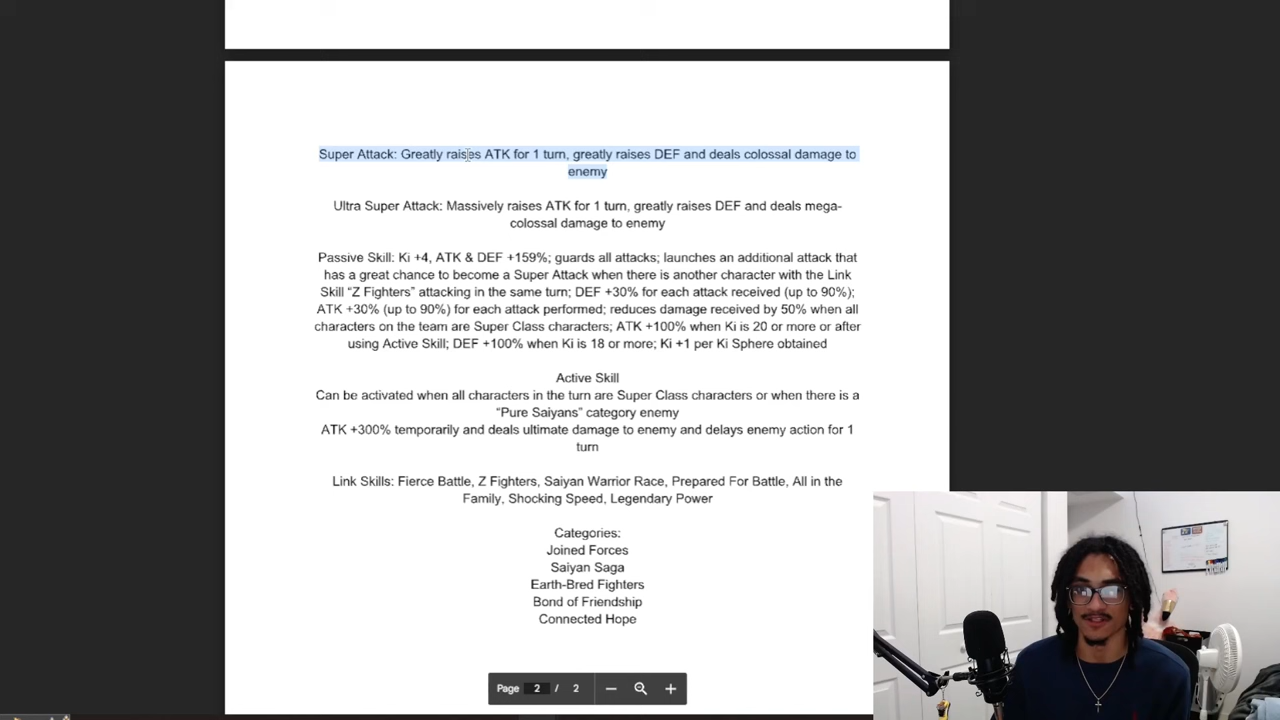 Super Attack: Greatly raises ATK for 1 turn, greatly raises DEF and deals colossal damage to
enemy
Ultra Super Attack: Massively raises ATK for 1 turn, greatly raises DEF and deals mega-
colossal damage to enemy
Passive Skill: Ki +4, ATK & DEF +159%; guards all attacks; launches an additional attack that
has a great chance to become a Super Attack when there is another character with the Link
Skill “Z Fighters” attacking in the same turn; DEF +30% for each attack received (up to 90%);
ATK +30% (up to 90%) for each attack performed; reduces damage received by 50% when all
characters on the team are Super Class characters; ATK +100% when Ki is 20 or more or after
using Active Skill; DEF +100% when Ki is 18 or more; Ki +1 per Ki Sphere obtained
Active Skill
Can be activated when all characters in the turn are Super Class characters or when there is a
“Pure Saiyans” category enemy
ATK +300% temporarily and deals ultimate damage to enemy and delays enemy action for 1
turn
Link Skills: Fierce Battle, Z Fighters, Saiyan Warrior Race, Prepared For Battle, All in the
Family, Shocking Speed, Legendary Power
Categories:
Joined Forces
Saiyan Saga
Earth-Bred Fighters
Bond of Friendship
Connected Hope
Page 2 / 2